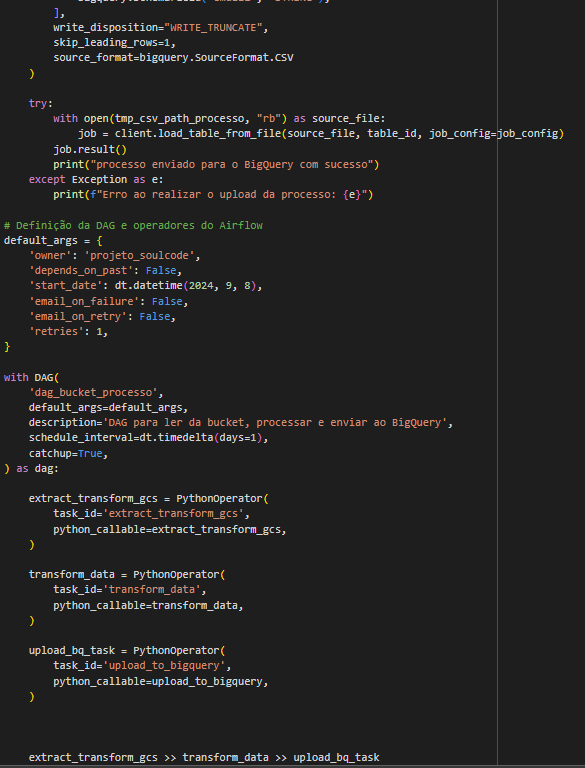 ],
write_disposition="WRITE_TRUNCATE",
skip_leading_rows=1,
source_format=bigquery.SourceFormat.CSV
)
try:
with open(tmp_csv_path_processo, "rb") as source_file:
job = client.load_table_from_file(source_file, table_id, job_config=job_config)
job.result()
print("processo enviado para o BigQuery com sucesso")
except Exception as e:
print(f"Erro ao realizar o upload da processo: {e}")
# Definição da DAG e operadores do Airflow
default_args = {
'owner': 'projeto_soulcode',
'depends_on_past': False,
'start_date': dt.datetime(2024, 9, 8),
'email_on_failure': False,
'email_on_retry': False,
'retries': 1,
}
with DAG(
'dag_bucket_processo',
default_args=default_args,
description='DAG para ler da bucket, processar e enviar ao BigQuery',
schedule_interval=dt.timedelta(days=1),
catchup=True,
) as dag:
extract_transform_gcs = PythonOperator(
task_id='extract_transform_gcs',
python_callable=extract_transform_gcs,
)
transform_data = PythonOperator(
task_id='transform_data',
python_callable=transform_data,
)
upload_bq_task = PythonOperator(
task_id='upload_to_bigquery',
python_callable=upload_to_bigquery,
)
extract_transform_gcs >> transform_data >> upload_bq_task